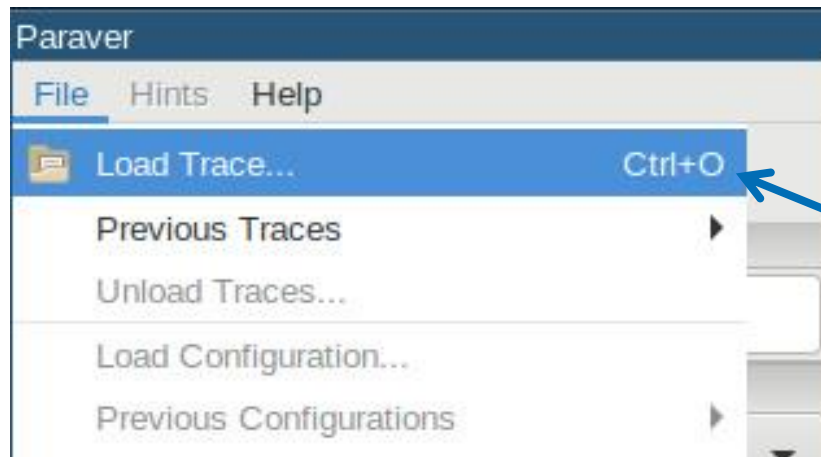 Paraver
File Hints Help
Load Trace... Ctrl+O
Previous Traces
Unload Traces...
Load Configuration...
Previous Configurations